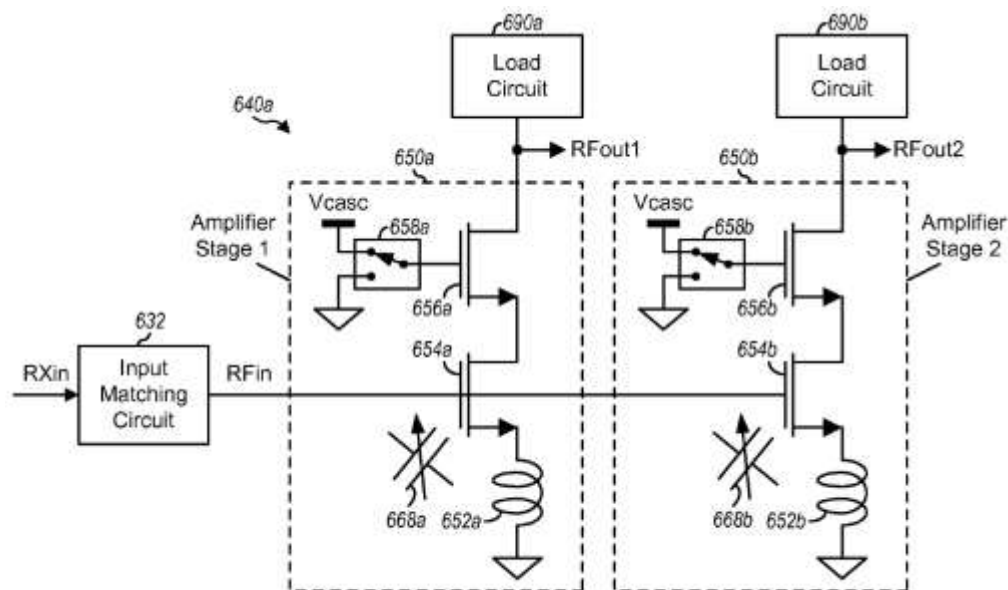 690a
690b
Load
Circuit
Load
Circuit
640a
RFout1
RFout2
650a
650b
Vcasc
Vcasc
Amplifier
Stage 1
658a
658b
Amplifier
Stage 2
656a
656b
632
654a
654b
RXin
Input
Matching
Circuit
RFin
668a
652a
668b
652b